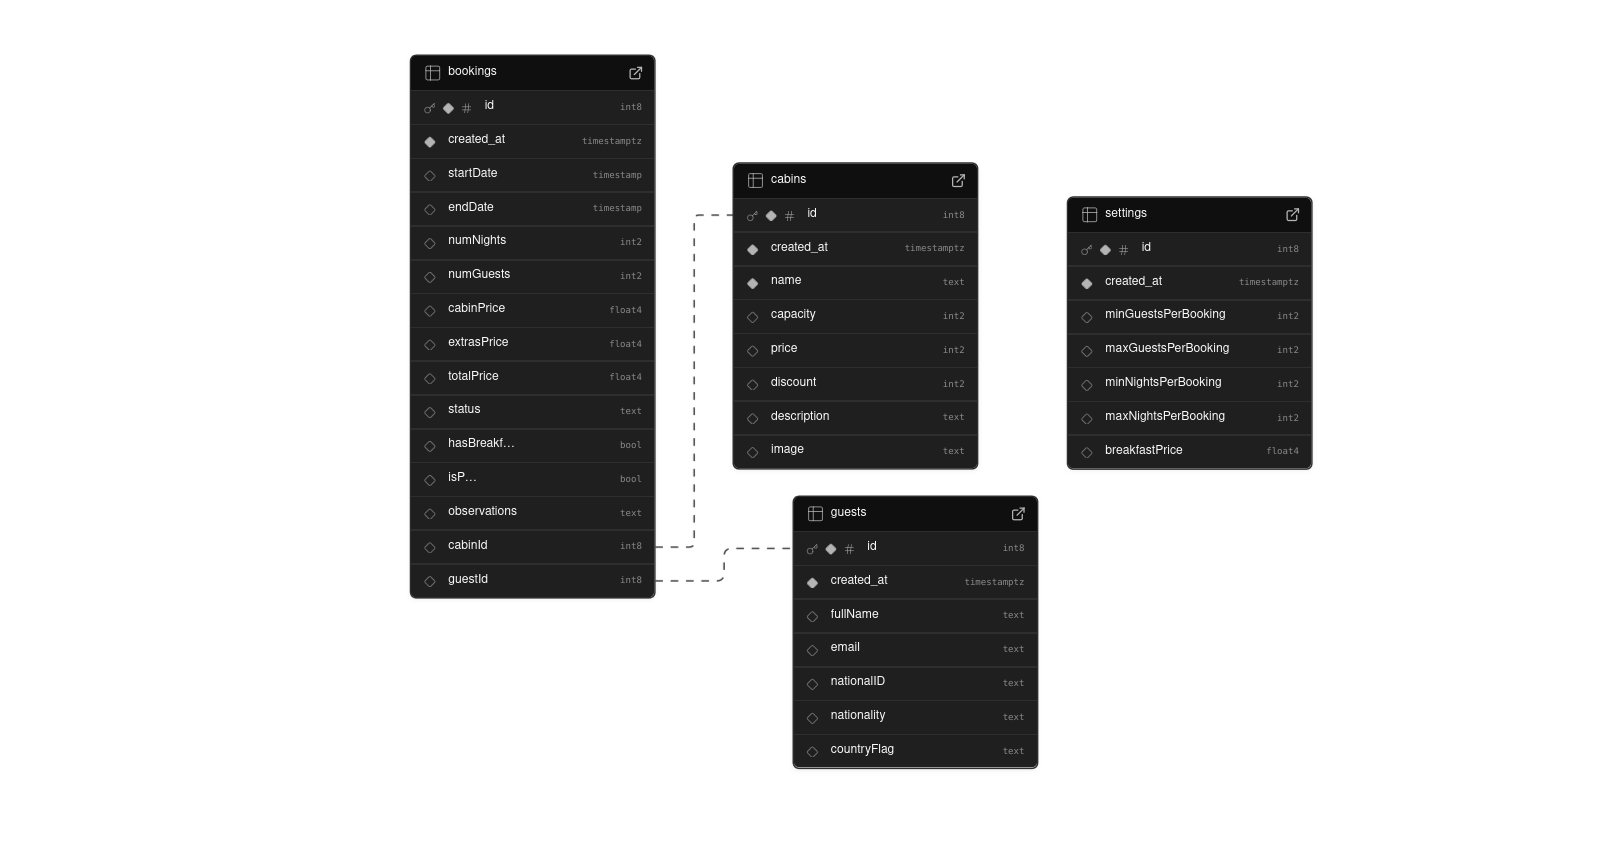 bookings
id int8
created_at timestamptz
startDate timestamp
endDate timestamp
numNights int2
numGuests int2
cabinPrice float4
extrasPrice float4
totalPrice float4
status text
hasBreakf... bool
isP... bool
observations text
cabinId int8
guestId int8
cabins
id int8
created_at timestamptz
name text
capacity int2
price int2
discount int2
description text
image text
settings
id int8
created_at timestamptz
minGuestsPerBooking int2
maxGuestsPerBooking int2
minNightsPerBooking int2
maxNightsPerBooking int2
breakfastPrice float4
guests
id int8
created_at timestamptz
fullName text
email text
nationalID text
nationality text
countryFlag text